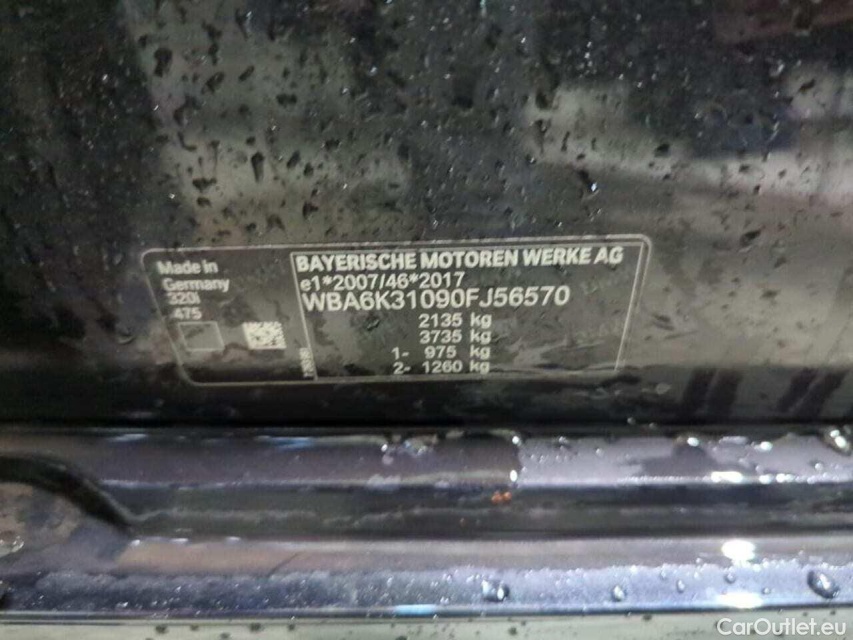 Made in
Germany
320i
475
BAYERISCHE MOTOREN WERKE AG
e1*2007/46*2017
WBA6K31090FJ56570
2135 kg
3735 kg
1- 975 kg
2- 1260 kg
CarOutlet.eu